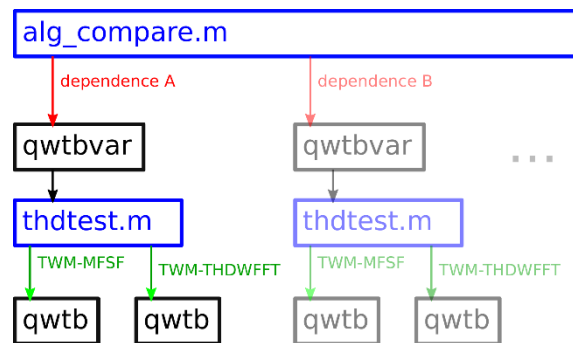 alg_compare.m
dependence A
dependence B
qwtbvar
qwtbvar
...
thdtest.m
thdtest.m
TWM-MFSF
TWM-THDWFFT
TWM-MFSF
TWM-THDWFFT
qwtb
qwtb
qwtb
qwtb